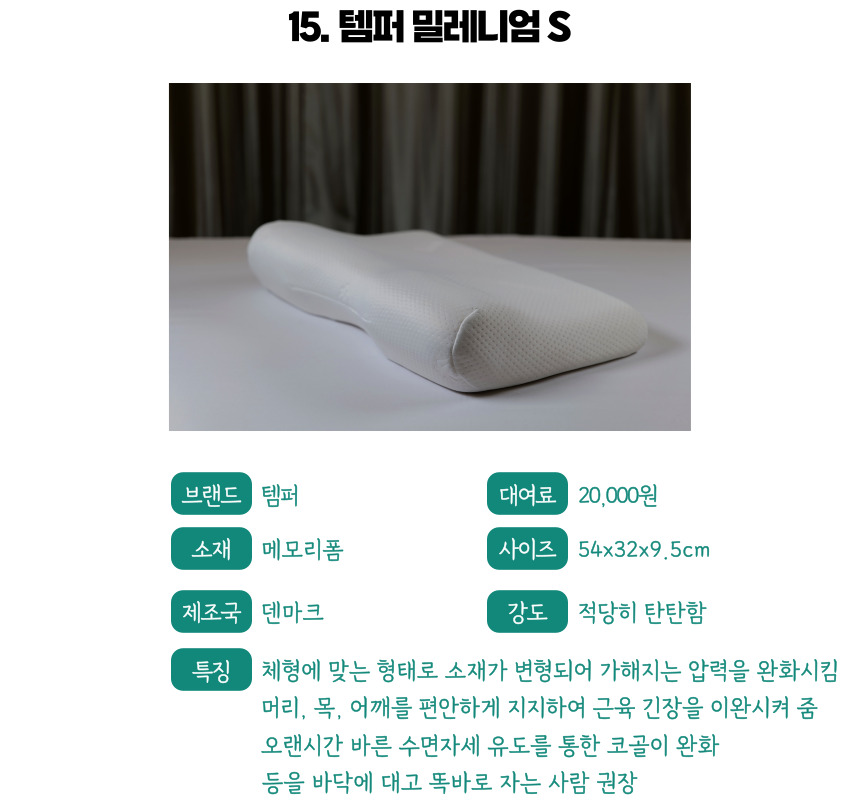 15. 템퍼 밀레니엄 S
브랜드 템퍼 대여료 20,000원
소재 메모리폼 사이즈 54x32x9.5cm
제조국 덴마크 강도 적당히 탄탄함
특징 체형에 맞는 형태로 소재가 변형되어 가해지는 압력을 완화시킴
머리, 목, 어깨를 편안하게 지지하여 근육 긴장을 이완시켜 줌
오랜시간 바른 수면자세 유도를 통한 코골이 완화
등을 바닥에 대고 똑바로 자는 사람 권장